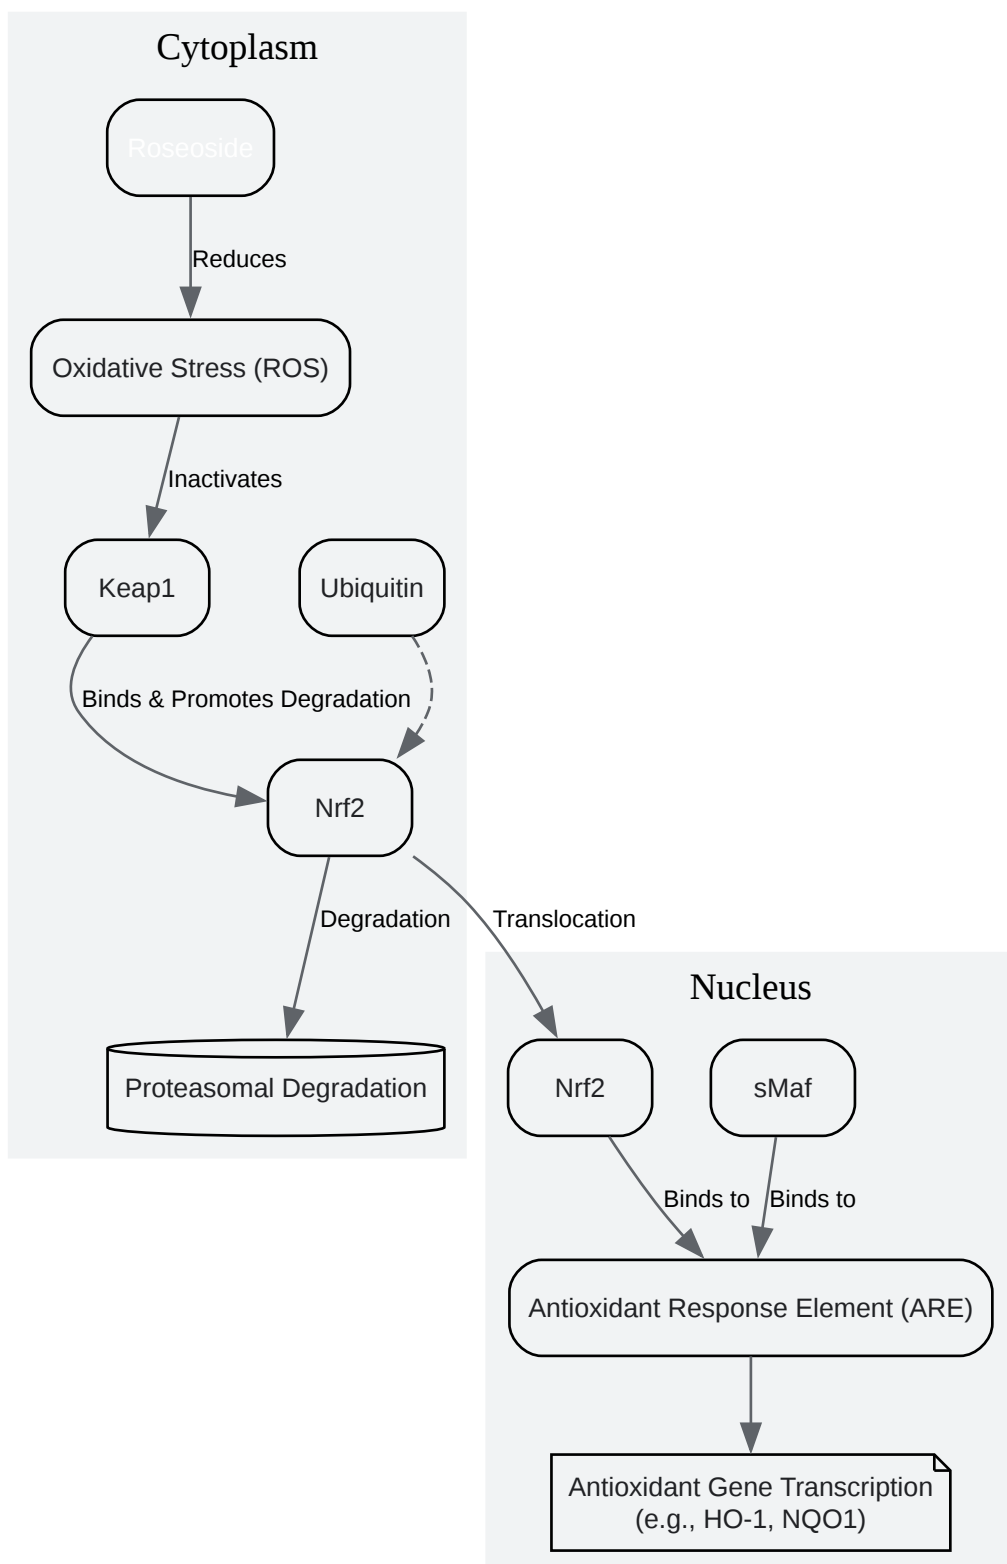 Cytoplasm
Roseoside
Reduces
Oxidative Stress (ROS)
Inactivates
Keap1
Ubiquitin
Binds & Promotes Degradation
Nrf2
Degradation
Translocation
Nucleus
Proteasomal Degradation
Nrf2
sMaf
Binds to
Binds to
Antioxidant Response Element (ARE)
Antioxidant Gene Transcription
(e.g., HO-1, NQO1)